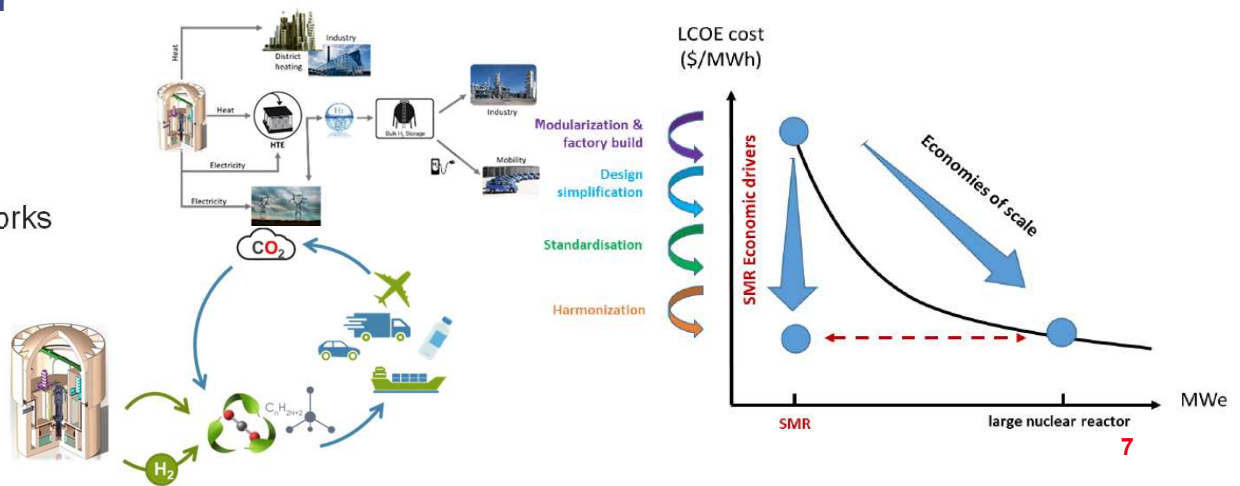 Heat
District
heating
Industry
Heat
HTE
H₂
Bulk H₂ Storage
Industry
Mobility
Electricity
Electricity
orks
CO₂
CₙH₂ₙ₊₂
H₂
LCOE cost
($/MWh)
Modularization &
factory build
Design
simplification
Standardisation
Harmonization
SMR Economic drivers
Economies of scale
SMR
large nuclear reactor
MWe
7